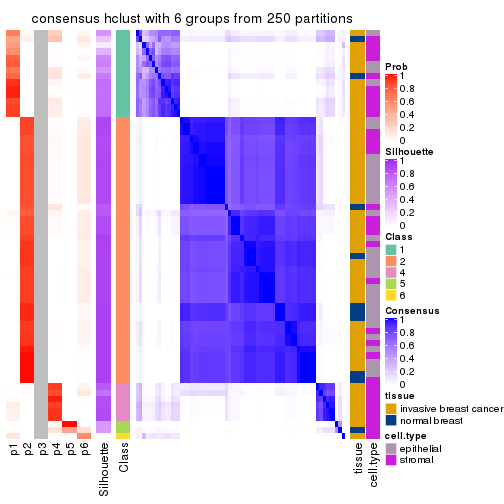 consensus hclust with 6 groups from 250 partitions
Prob
1
0.8
0.6
0.4
0.2
0
Silhouette
1
0.8
0.6
0.4
0.2
0
Class
1
2
4
5
6
Consensus
1
0.8
0.6
0.4
0.2
0
tissue
invasive breast cancer
normal breast
cell.type
epithelial
stromal
p1
p2
p3
p4
p5
p6
Silhouette
Class
tissue
cell.type